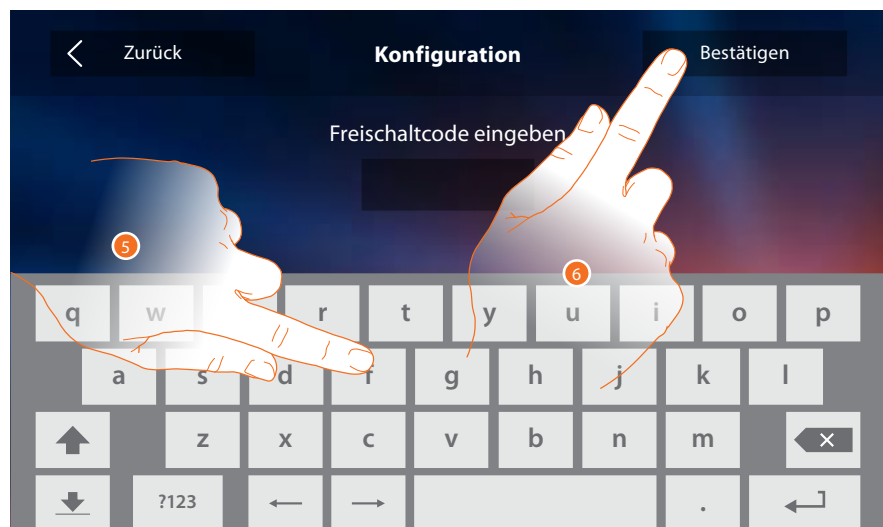 Zurück Konfiguration Bestätigen
Freischaltcode eingeben
5
6
q w r t y u i o p
a s d f g h j k l
z x c v b n m
?123 .